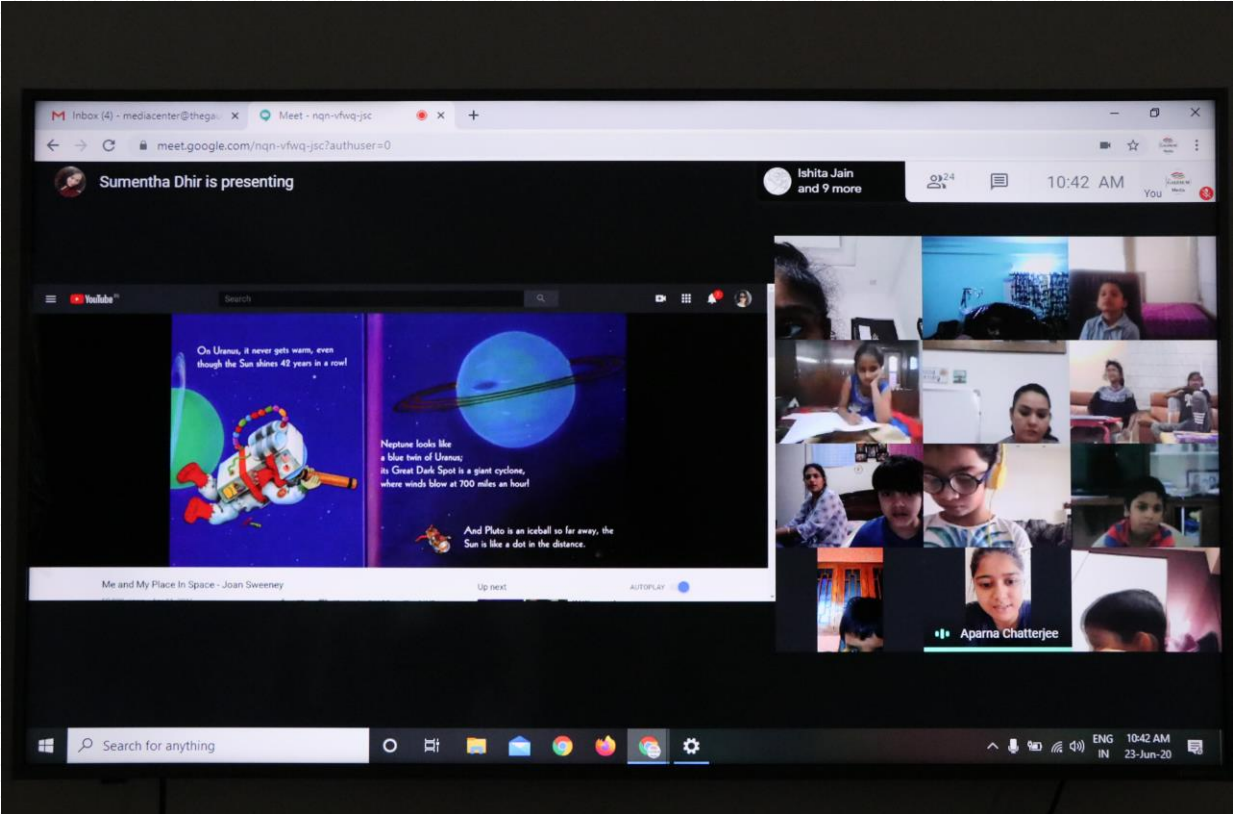 Inbox (4) - mediacenter@thegau
Meet - nqn-vfwq-jsc
meet.google.com/nqn-vfwq-jsc?authuser=0
Sumentha Dhir is presenting
Ishita Jain
and 9 more
24
10:42 AM
You
YouTube
Search
On Uranus, it never gets warm, even
though the Sun shines 42 years in a row!
Neptune looks like
a blue twin of Uranus;
its Great Dark Spot is a giant cyclone,
where winds blow at 700 miles an hour!
And Pluto is an iceball so far away, the
Sun is like a dot in the distance.
Me and My Place In Space - Joan Sweeney
Up next
AUTOPLAY
Aparna Chatterjee
Search for anything
ENG
IN
10:42 AM
23-Jun-20